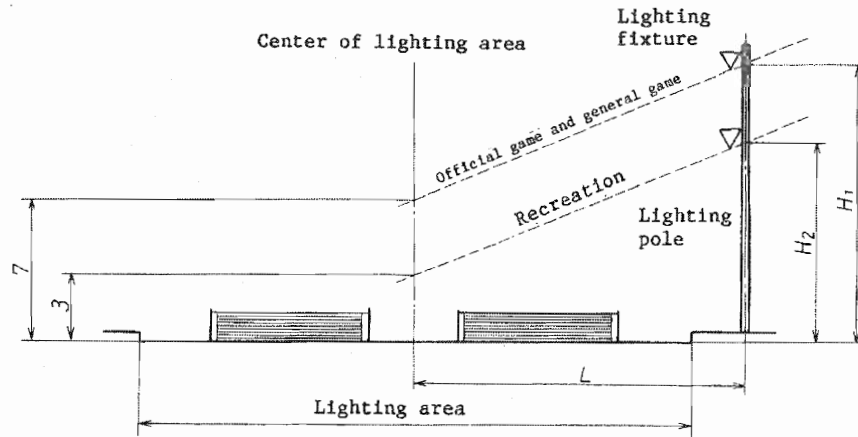 Lighting
fixture
Center of lighting area
Official game and general game
Recreation
Lighting
pole
7
3
H1
H2
L
Lighting area